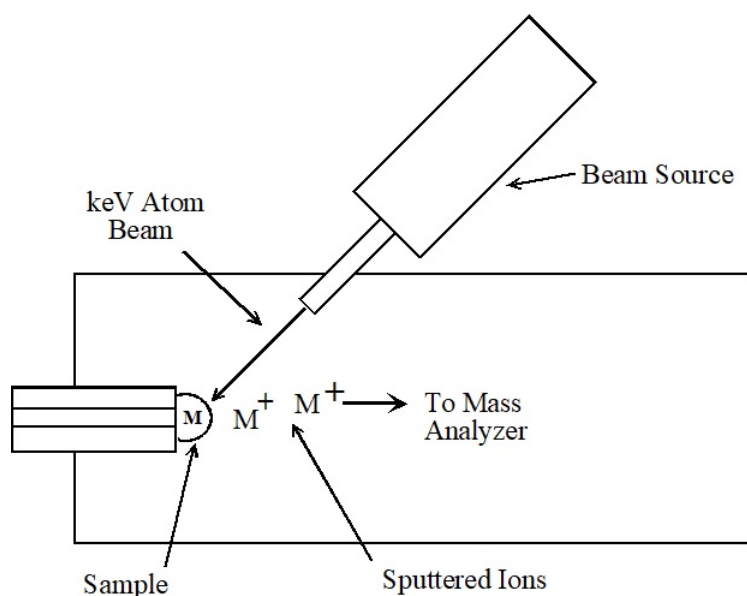 Beam Source
keV Atom
Beam
M
M+
M+
To Mass
Analyzer
Sample
Sputtered Ions